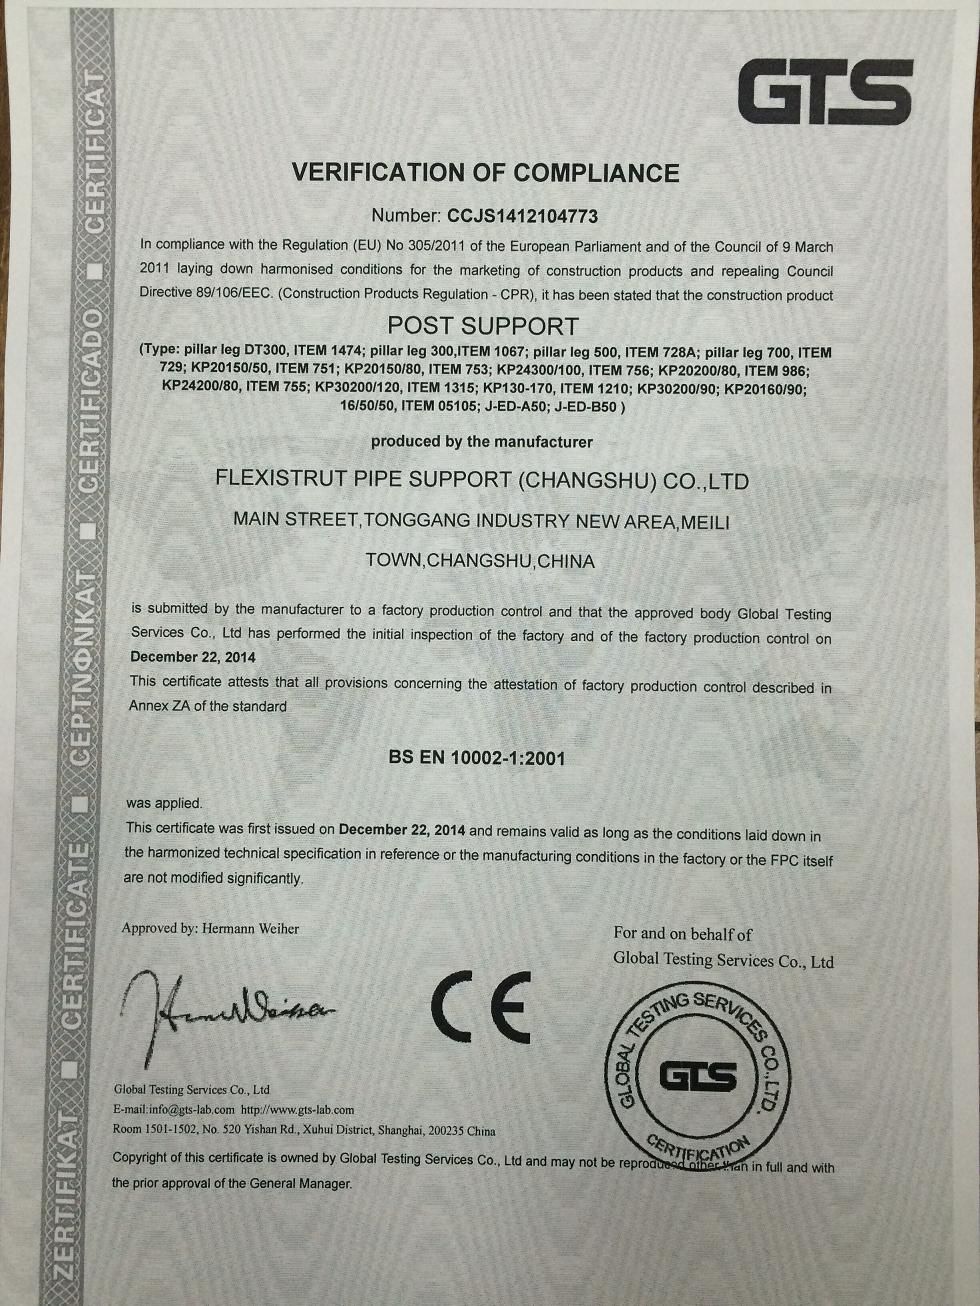 GTS
VERIFICATION OF COMPLIANCE
Number: CCJS1412104773
In compliance with the Regulation (EU) No 305/2011 of the European Parliament and of the Council of 9 March
2011 laying down harmonised conditions for the marketing of construction products and repealing Council
Directive 89/106/EEC. (Construction Products Regulation - CPR), it has been stated that the construction product
POST SUPPORT
(Type: pillar leg DT300, ITEM 1474; pillar leg 300,ITEM 1067; pillar leg 500, ITEM 728A; pillar leg 700, ITEM
729; KP20150/50, ITEM 751; KP20150/80, ITEM 753; KP24300/100, ITEM 756; KP20200/80, ITEM 986;
KP24200/80, ITEM 755; KP30200/120, ITEM 1315; KP130-170, ITEM 1210; KP30200/90; KP20160/90;
16/50/50, ITEM 05105; J-ED-A50; J-ED-B50 )
produced by the manufacturer
FLEXISTRUT PIPE SUPPORT (CHANGSHU) CO.,LTD
MAIN STREET,TONGGANG INDUSTRY NEW AREA,MEILI
TOWN,CHANGSHU,CHINA
is submitted by the manufacturer to a factory production control and that the approved body Global Testing
Services Co., Ltd has performed the initial inspection of the factory and of the factory production control on
December 22, 2014
This certificate attests that all provisions concerning the attestation of factory production control described in
Annex ZA of the standard
BS EN 10002-1:2001
was applied.
This certificate was first issued on December 22, 2014 and remains valid as long as the conditions laid down in
the harmonized technical specification in reference or the manufacturing conditions in the factory or the FPC itself
are not modified significantly.
Approved by: Hermann Weiher
For and on behalf of
Global Testing Services Co., Ltd
CE
GLOBAL TESTING SERVICES CO.,LTD.
GTS
CERTIFICATION
Global Testing Services Co., Ltd
E-mail:info@gts-lab.com http://www.gts-lab.com
Room 1501-1502, No. 520 Yishan Rd., Xuhui District, Shanghai, 200235 China
Copyright of this certificate is owned by Global Testing Services Co., Ltd and may not be reproduced other than in full and with
the prior approval of the General Manager.
ZERTIFIKAT ■ CERTIFICATE ■ CEPTNФNKAT ■ CERTIFICADO ■ CERTIFICAT